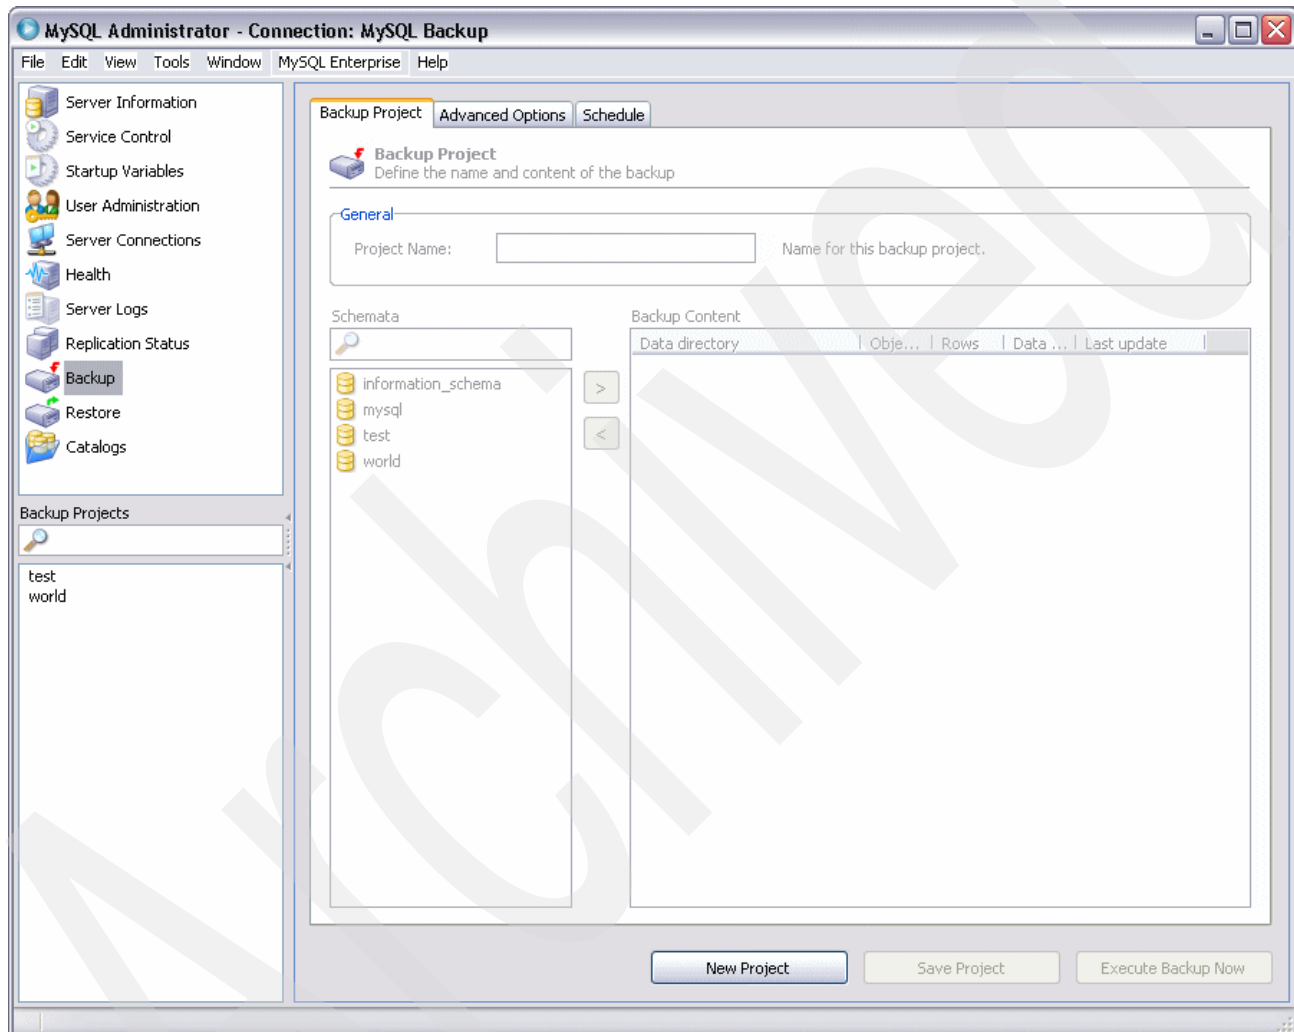 MySQL Administrator - Connection: MySQL Backup
File Edit View Tools Window MySQL Enterprise Help
Server Information
Service Control
Startup Variables
User Administration
Server Connections
Health
Server Logs
Replication Status
Backup
Restore
Catalogs
Backup Projects
test
world
Backup Project Advanced Options Schedule
Backup Project
Define the name and content of the backup
General
Project Name: Name for this backup project.
Schemata
information_schema
mysql
test
world
>
<
Backup Content
Data directory Obje... Rows Data ... Last update
New Project Save Project Execute Backup Now
Archived